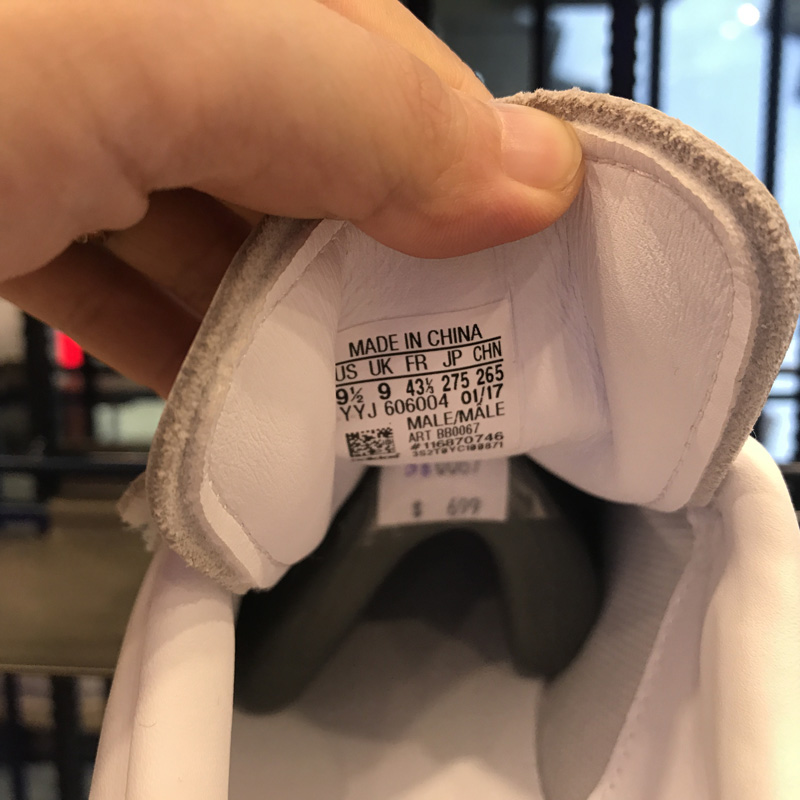 MADE IN CHINA
US UK FR JP CHN
9½ 9 43⅓ 275 265
YYJ 606004 01/17
MALE/MÂLE
ART BB0067
#116870746
$ 699